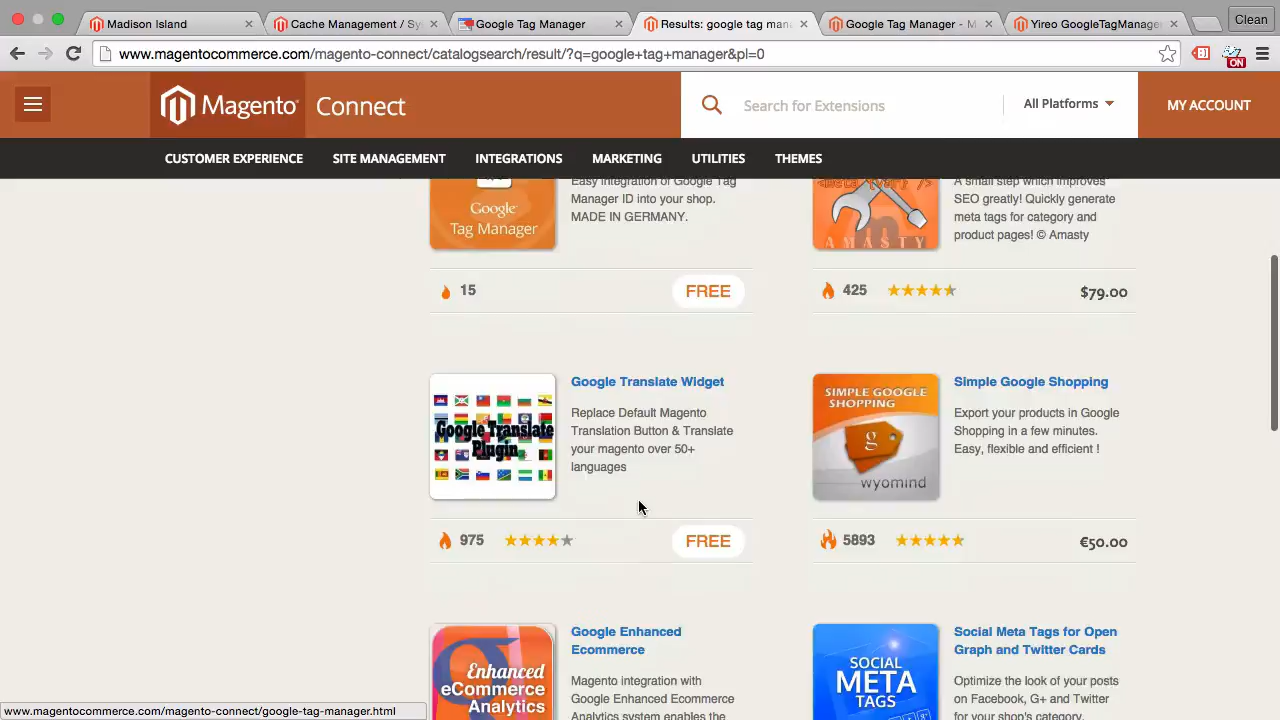 Madison Island
Cache Management / Sy
Google Tag Manager
Results: google tag man
Google Tag Manager - M
Yireo GoogleTagManage
Clean
www.magentocommerce.com/magento-connect/catalogsearch/result/?q=google+tag+manager&pl=0
ON
Magento Connect
Search for Extensions
All Platforms
MY ACCOUNT
CUSTOMER EXPERIENCE
SITE MANAGEMENT
INTEGRATIONS
MARKETING
UTILITIES
THEMES
Google
Tag Manager
Easy integration of Google Tag
Manager ID into your shop.
MADE IN GERMANY.
15
FREE
AMASTY
A small step which improves
SEO greatly! Quickly generate
meta tags for category and
product pages! © Amasty
425
$79.00
Google Translate
Plugin
Google Translate Widget
Replace Default Magento
Translation Button & Translate
your magento over 50+
languages
975
FREE
SIMPLE GOOGLE
SHOPPING
g
wyomind
Simple Google Shopping
Export your products in Google
Shopping in a few minutes.
Easy, flexible and efficient !
5893
€50.00
Enhanced
eCommerce
Analytics
Google Enhanced
Ecommerce
Magento integration with
Google Enhanced Ecommerce
Analytics system enables the
SOCIAL
META
TAGS
Social Meta Tags for Open
Graph and Twitter Cards
Optimize the look of your posts
on Facebook, G+ and Twitter
for your shop's category,
www.magentocommerce.com/magento-connect/google-tag-manager.html